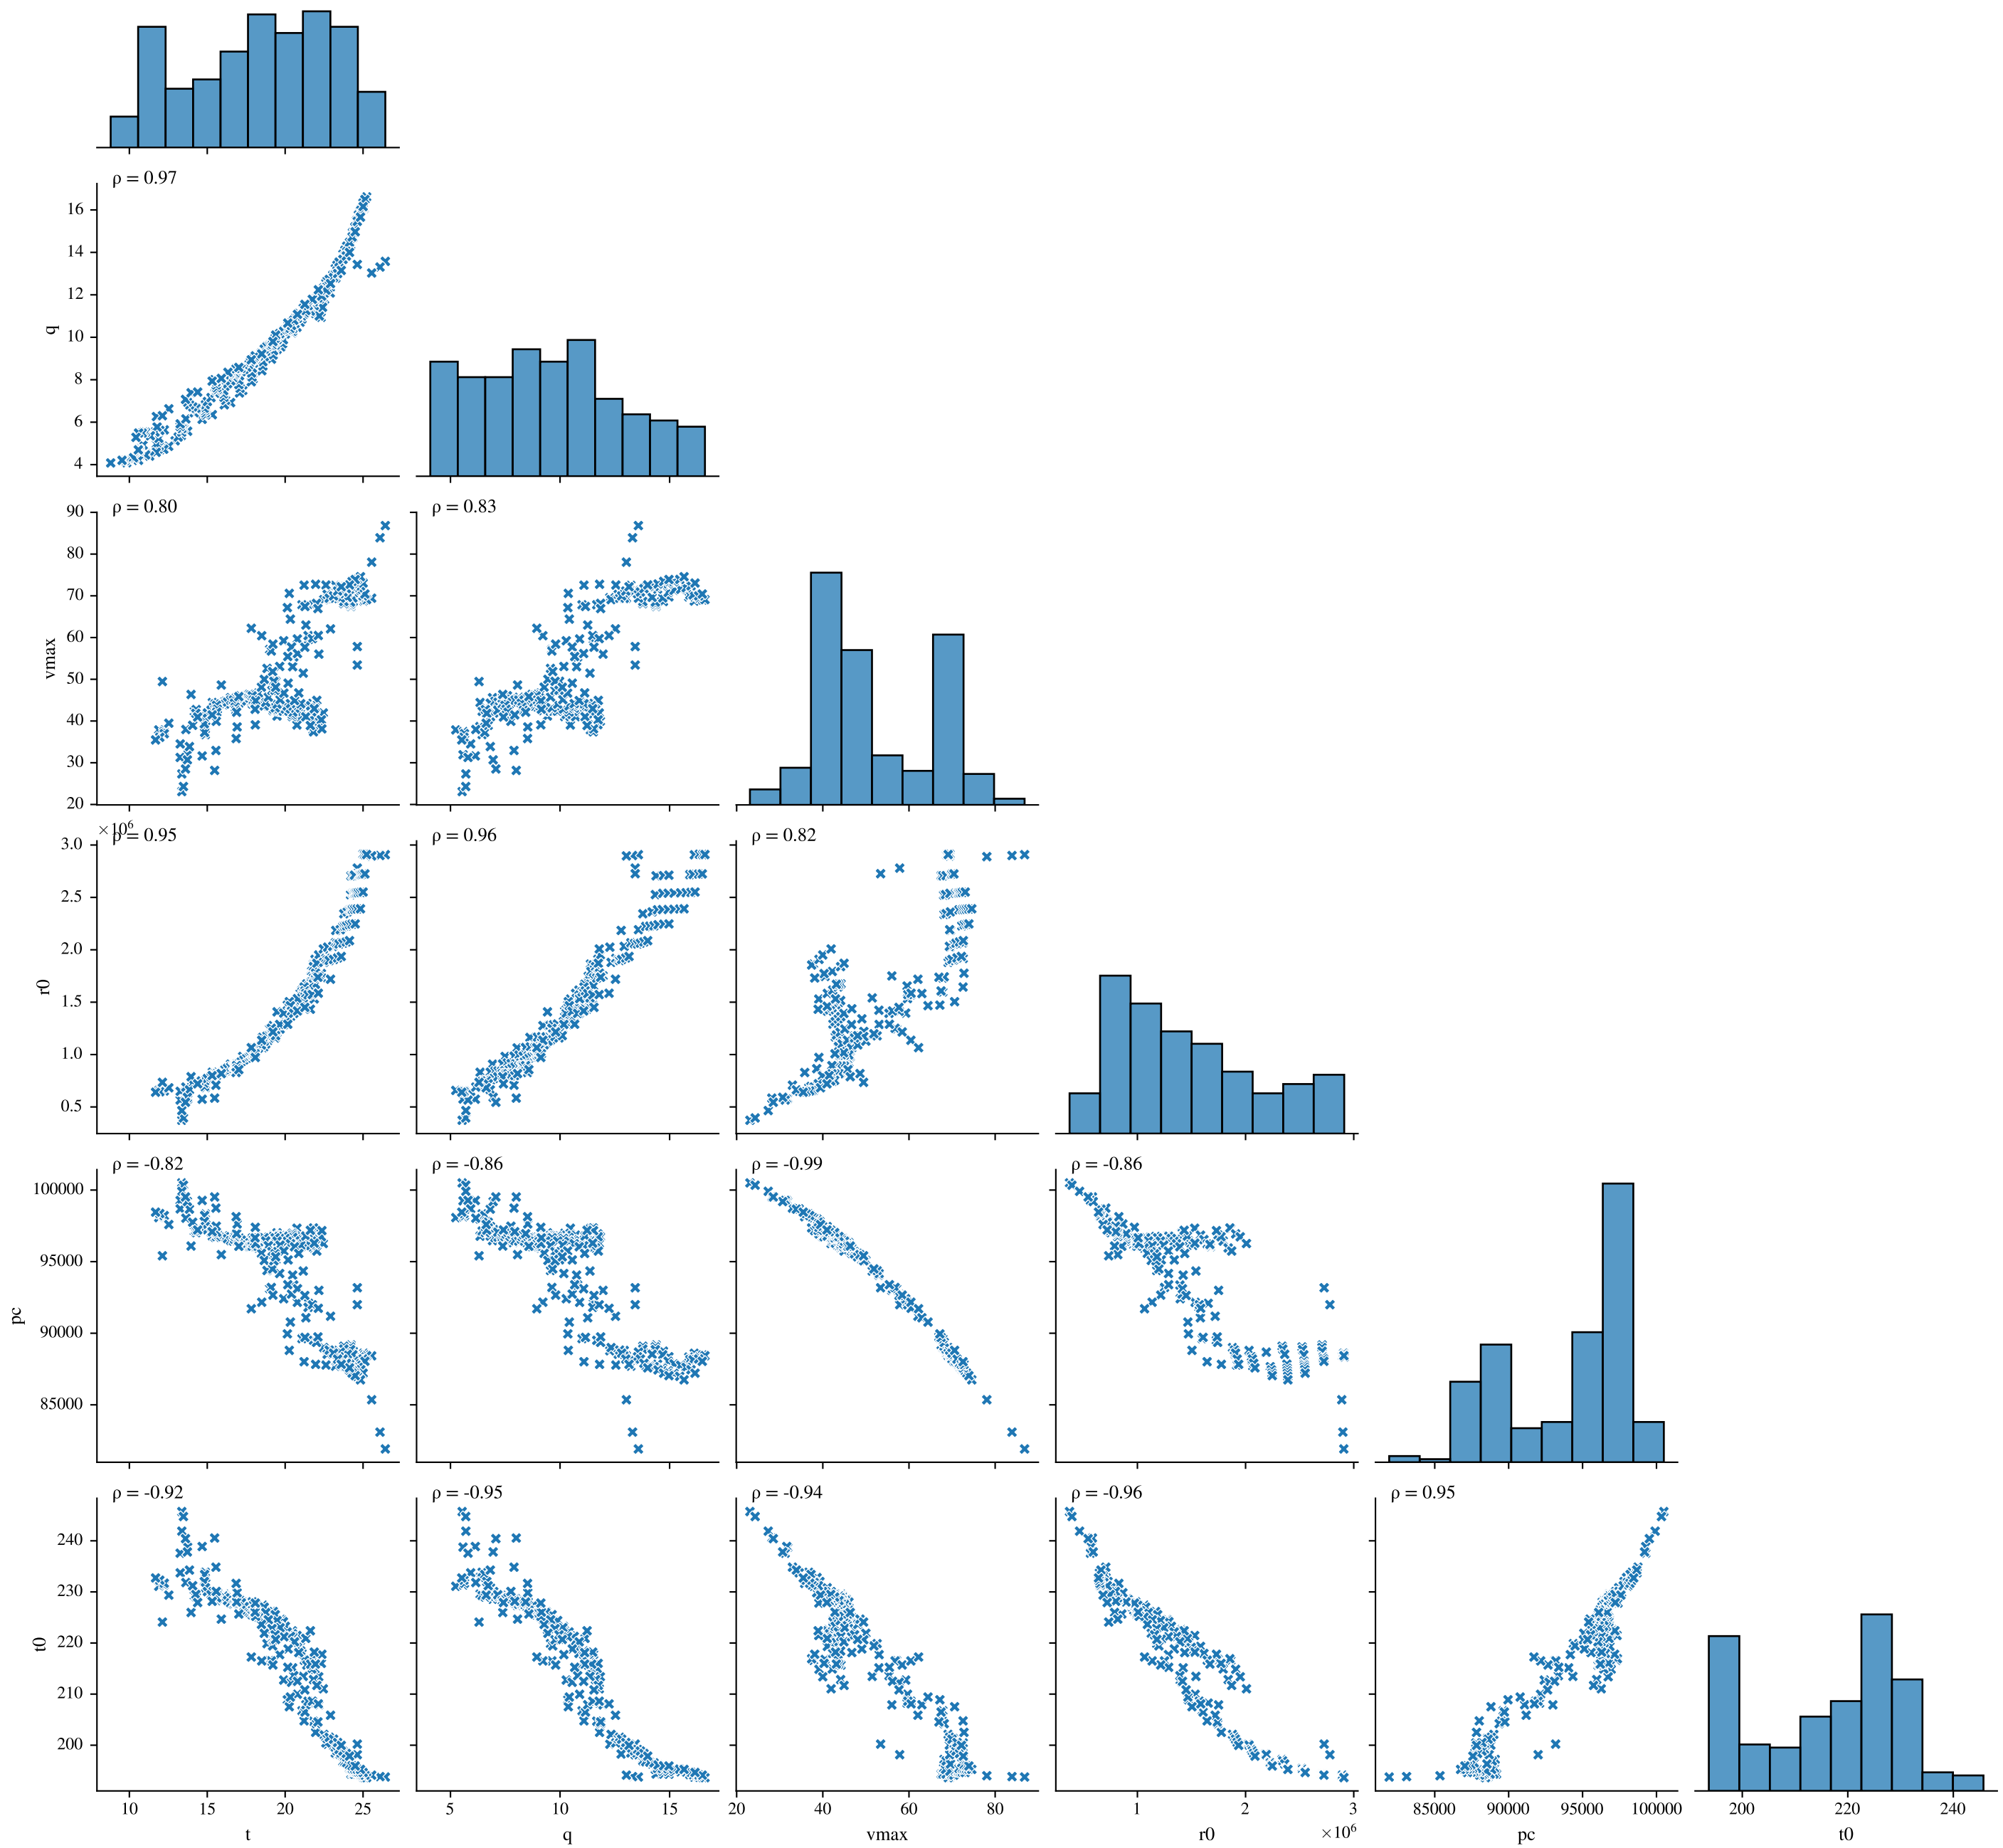 ρ = 0.97
16
14
12
10
8
6
4
q
ρ = 0.80
ρ = 0.83
90
80
70
60
50
40
30
20
vmax
×10⁶
ρ = 0.95
ρ = 0.96
ρ = 0.82
3.0
2.5
2.0
1.5
1.0
0.5
r0
ρ = -0.82
ρ = -0.86
ρ = -0.99
ρ = -0.86
100000
95000
90000
85000
pc
ρ = -0.92
ρ = -0.95
ρ = -0.94
ρ = -0.96
ρ = 0.95
240
230
220
210
200
t0
10 15 20 25
5 10 15
20 40 60 80
1 2 3
85000 90000 95000 100000
200 220 240
t
q
vmax
r0
×10⁶
pc
t0